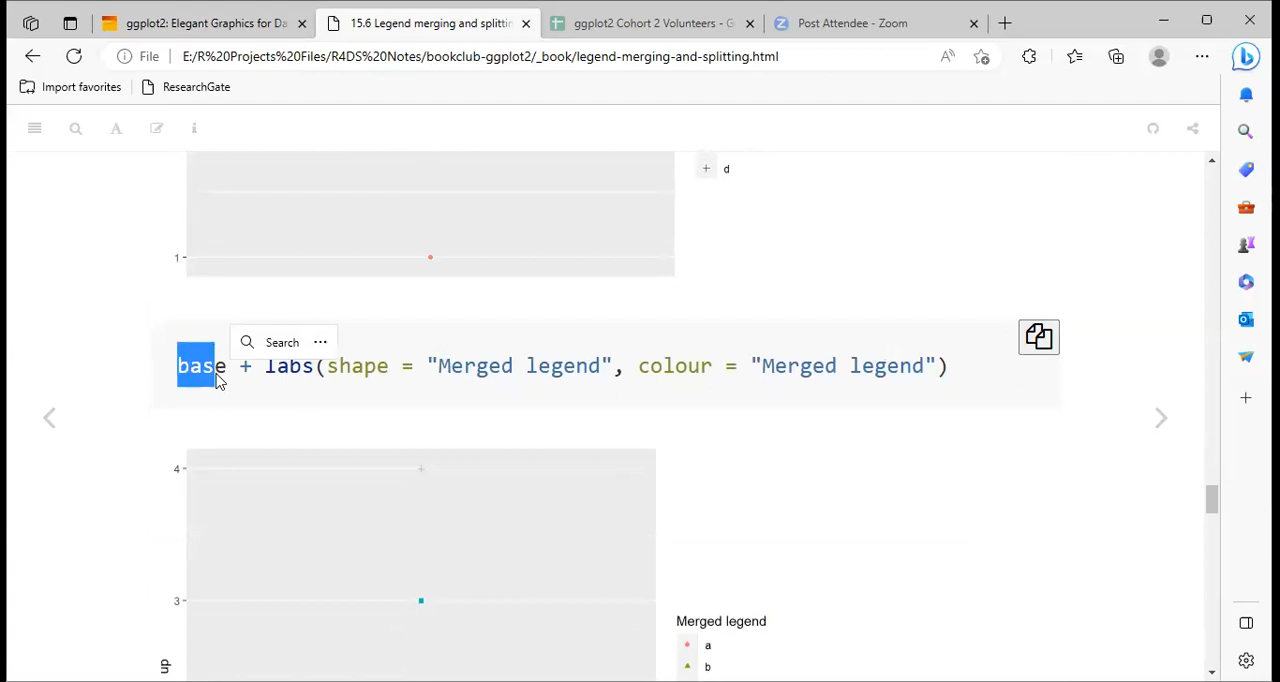 ggplot2: Elegant Graphics for Da
15.6 Legend merging and splittin
ggplot2 Cohort 2 Volunteers - G
Post Attendee - Zoom
File
E:/R%20Projects%20Files/R4DS%20Notes/bookclub-ggplot2/_book/legend-merging-and-splitting.html
Import favorites
ResearchGate
d
1
Search
base + labs(shape = "Merged legend", colour = "Merged legend")
4
3
Merged legend
a
b
dn